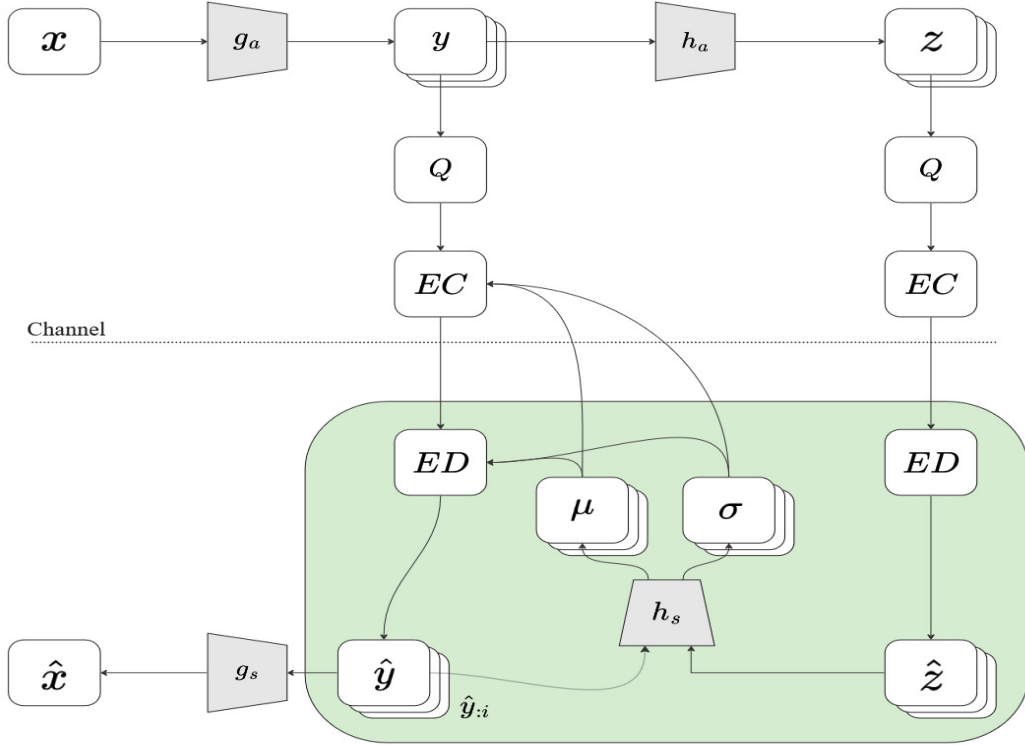 x g_a y h_a z
Q Q
EC EC
Channel
ED ED
μ σ
h_s
x̂ g_s ŷ ẑ
ŷ_{:i}